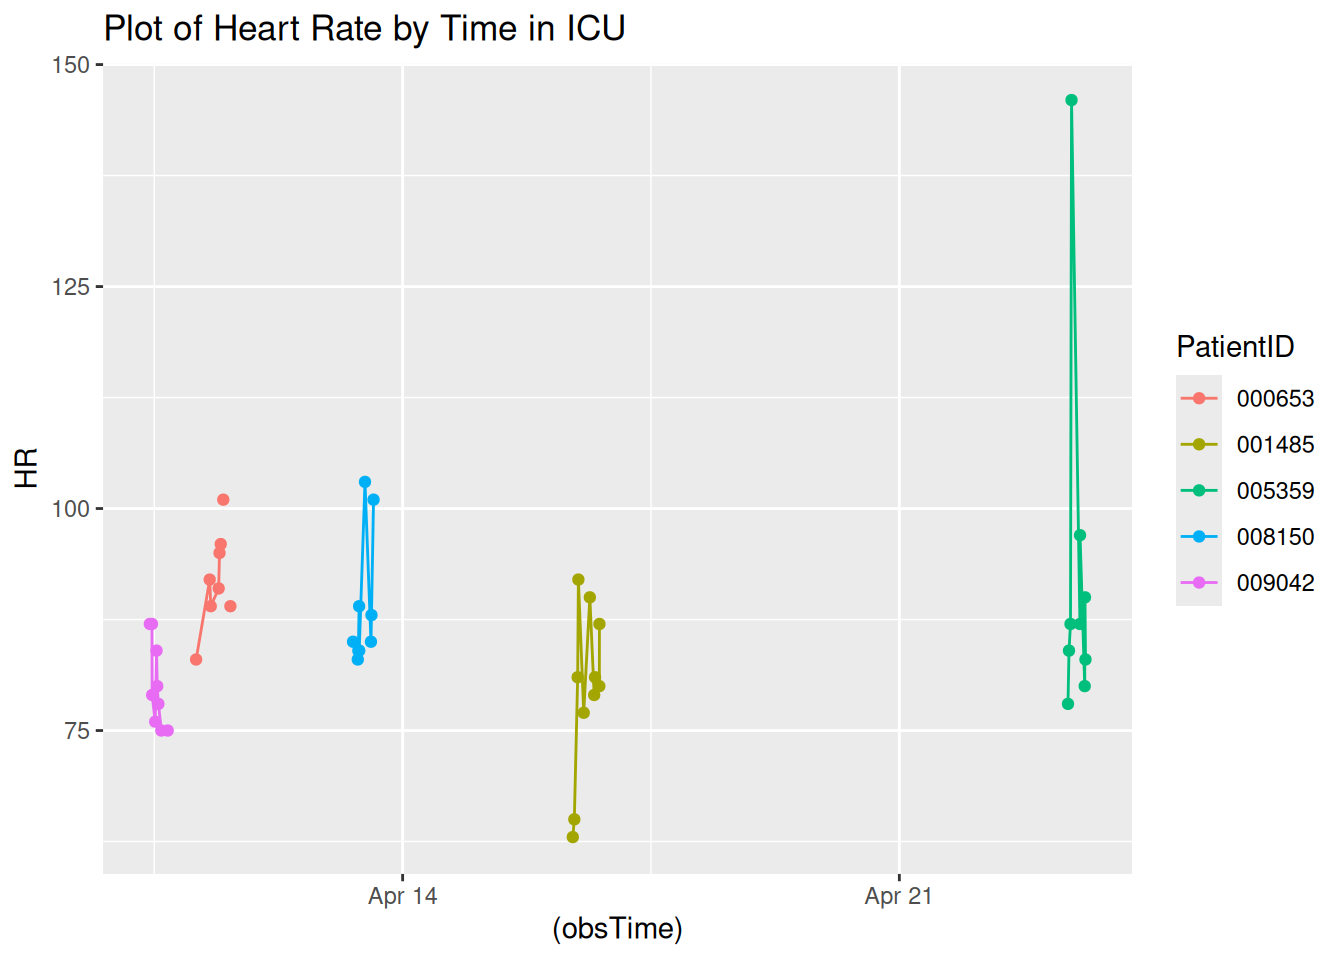 Plot of Heart Rate by Time in ICU
150
125
100
75
HR
Apr 14
Apr 21
(obsTime)
PatientID
000653
001485
005359
008150
009042